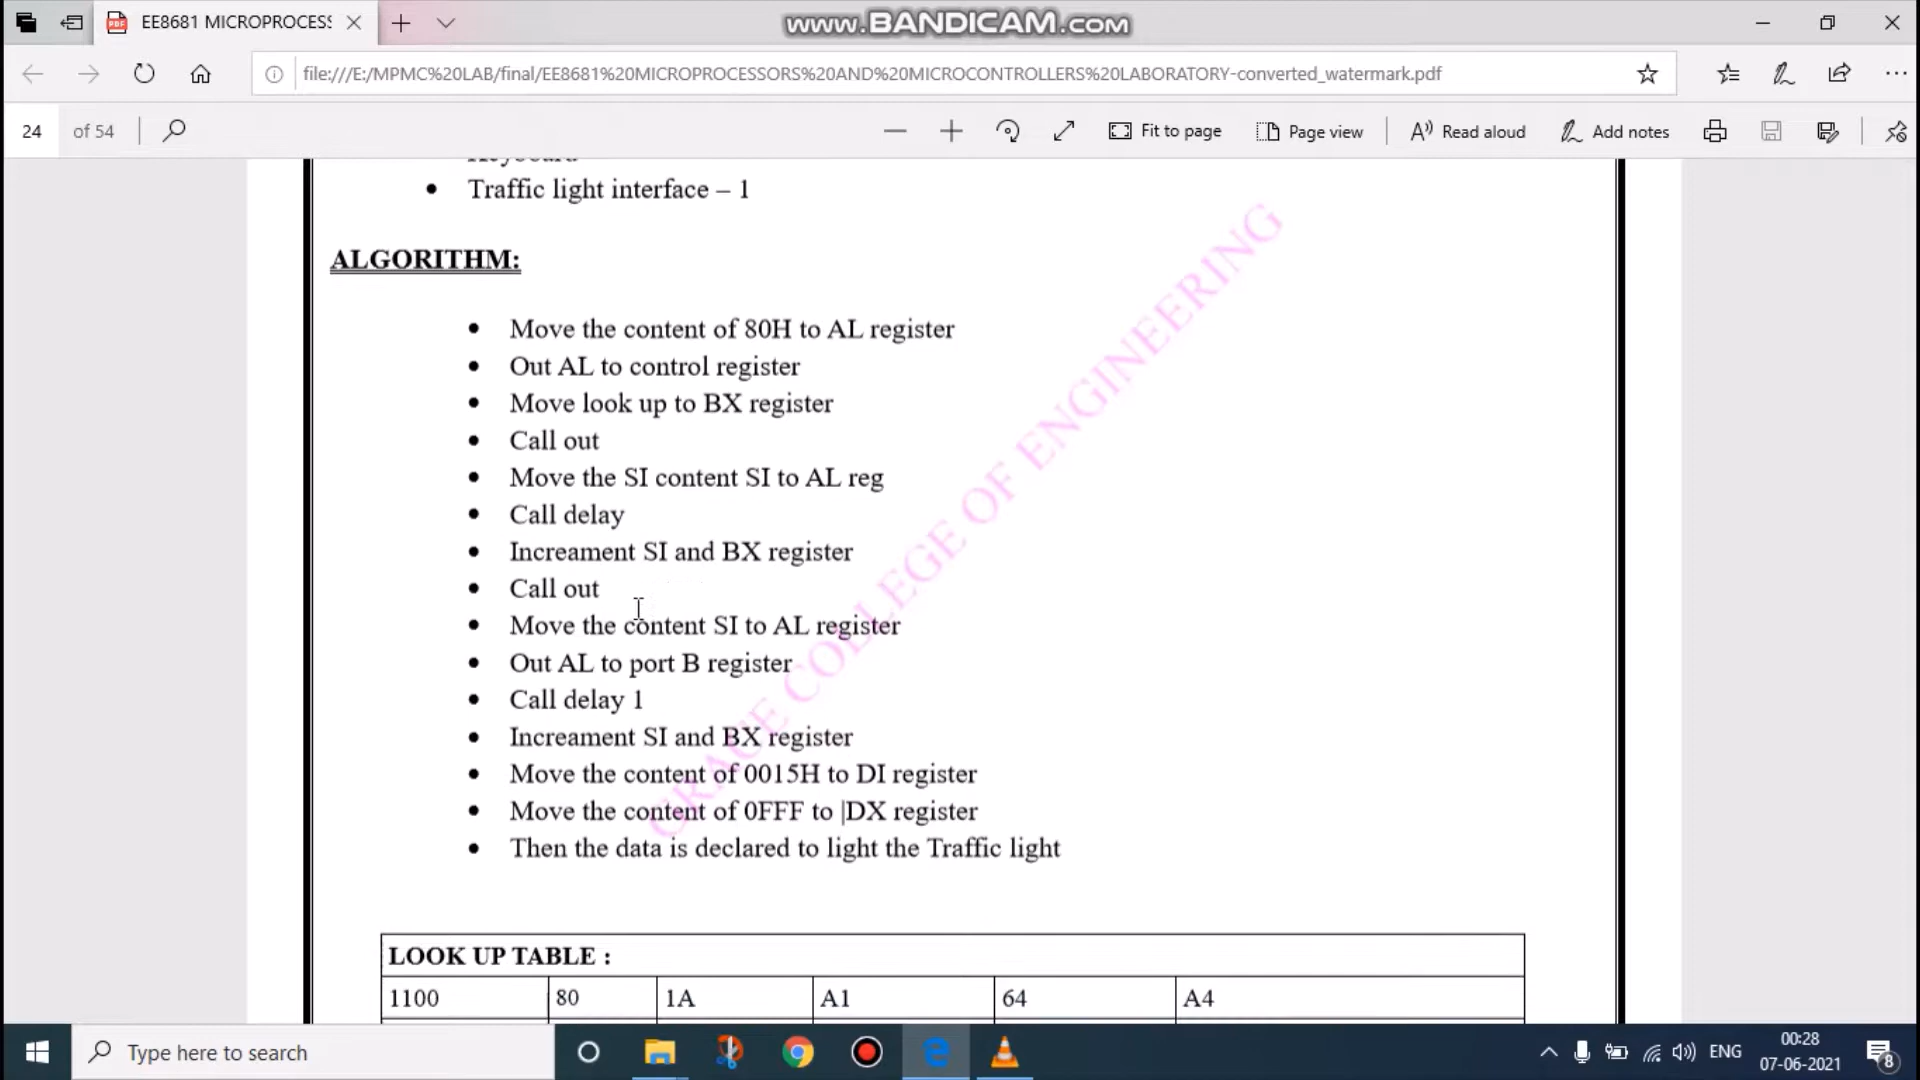 www.BANDICAM.com
EE8681 MICROPROCESS
file:///E:/MPMC%20LAB/final/EE8681%20MICROPROCESSORS%20AND%20MICROCONTROLLERS%20LABORATORY-converted_watermark.pdf
24 of 54
Fit to page
Page view
Read aloud
Add notes
Keyboard
• Traffic light interface – 1
ALGORITHM:
• Move the content of 80H to AL register
• Out AL to control register
• Move look up to BX register
• Call out
• Move the SI content SI to AL reg
• Call delay
• Increament SI and BX register
• Call out
• Move the content SI to AL register
• Out AL to port B register
• Call delay 1
• Increament SI and BX register
• Move the content of 0015H to DI register
• Move the content of 0FFF to |DX register
• Then the data is declared to light the Traffic light
GRACE COLLEGE OF ENGINEERING
LOOK UP TABLE :
1100 80 1A A1 64 A4
Type here to search
ENG
00:28
07-06-2021
8